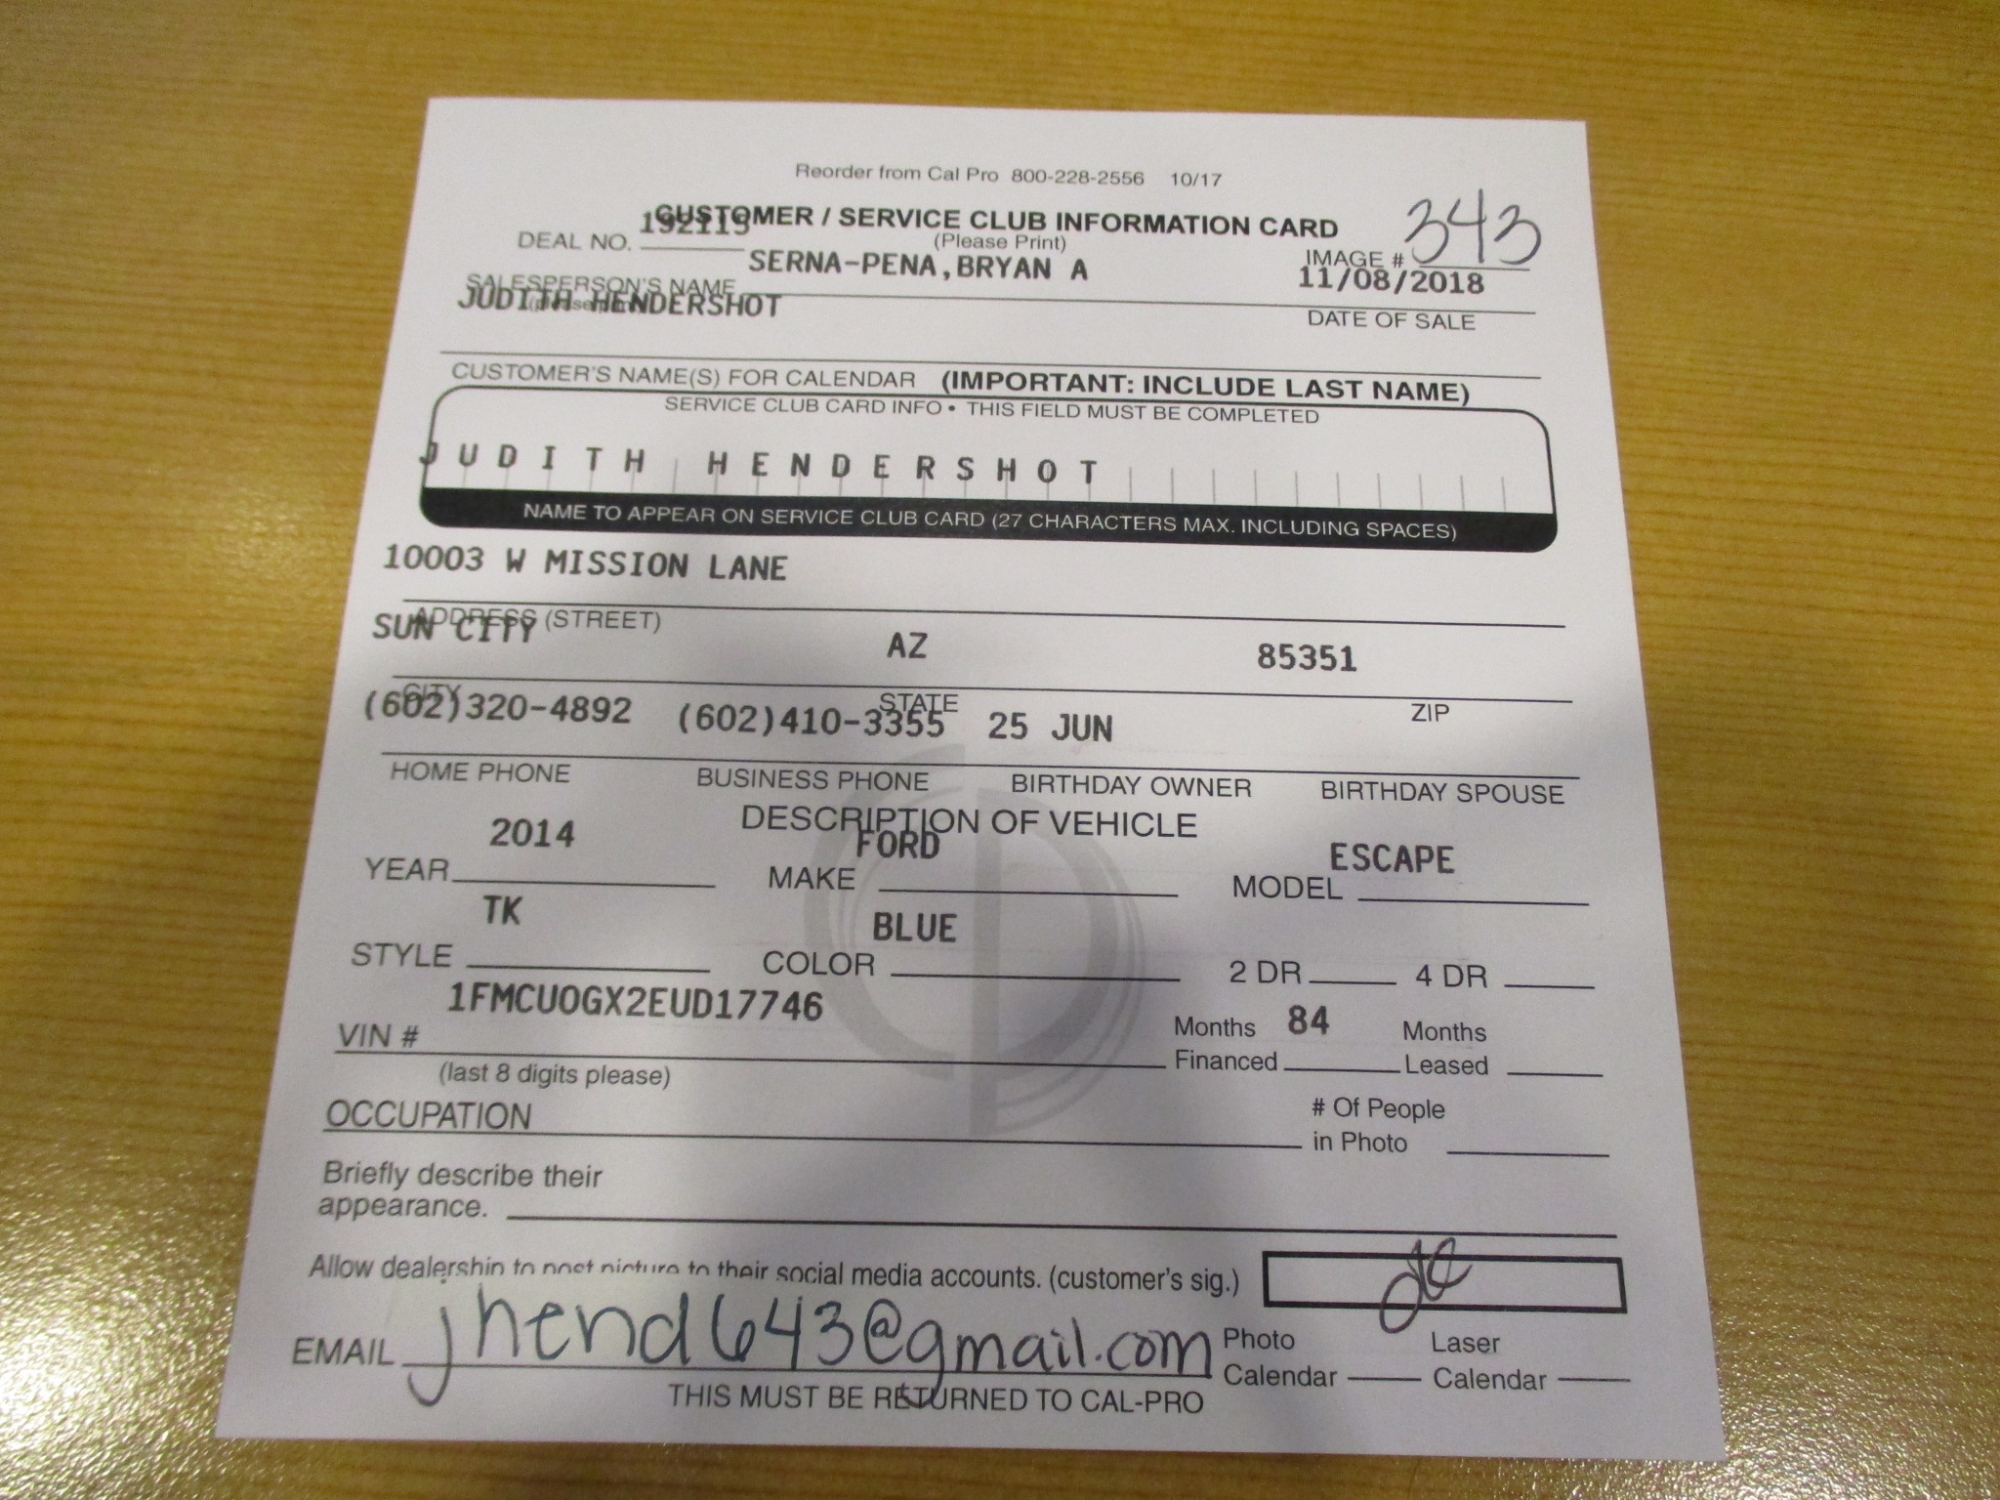 Reorder from Cal Pro 800-228-2556 10/17
CUSTOMER / SERVICE CLUB INFORMATION CARD
(Please Print)
DEAL NO. 192115
IMAGE # 343
SERNA-PENA,BRYAN A
11/08/2018
SALESPERSON'S NAME
JUDITH HENDERSHOT
DATE OF SALE
CUSTOMER'S NAME(S) FOR CALENDAR (IMPORTANT: INCLUDE LAST NAME)
SERVICE CLUB CARD INFO • THIS FIELD MUST BE COMPLETED
JUDITH HENDERSHOT
NAME TO APPEAR ON SERVICE CLUB CARD (27 CHARACTERS MAX. INCLUDING SPACES)
10003 W MISSION LANE
ADDRESS (STREET)
SUN CITY AZ 85351
CITY STATE ZIP
(602)320-4892 (602)410-3355 25 JUN
HOME PHONE BUSINESS PHONE BIRTHDAY OWNER BIRTHDAY SPOUSE
DESCRIPTION OF VEHICLE
YEAR 2014 MAKE FORD MODEL ESCAPE
STYLE TK COLOR BLUE 2 DR 4 DR
VIN # 1FMCU0GX2EUD17746
(last 8 digits please)
Months Financed 84 Months Leased
OCCUPATION
# Of People in Photo
Briefly describe their
appearance.
Allow dealership to post picture to their social media accounts. (customer's sig.)
EMAIL jhend643@gmail.com
Photo Calendar Laser Calendar
THIS MUST BE RETURNED TO CAL-PRO